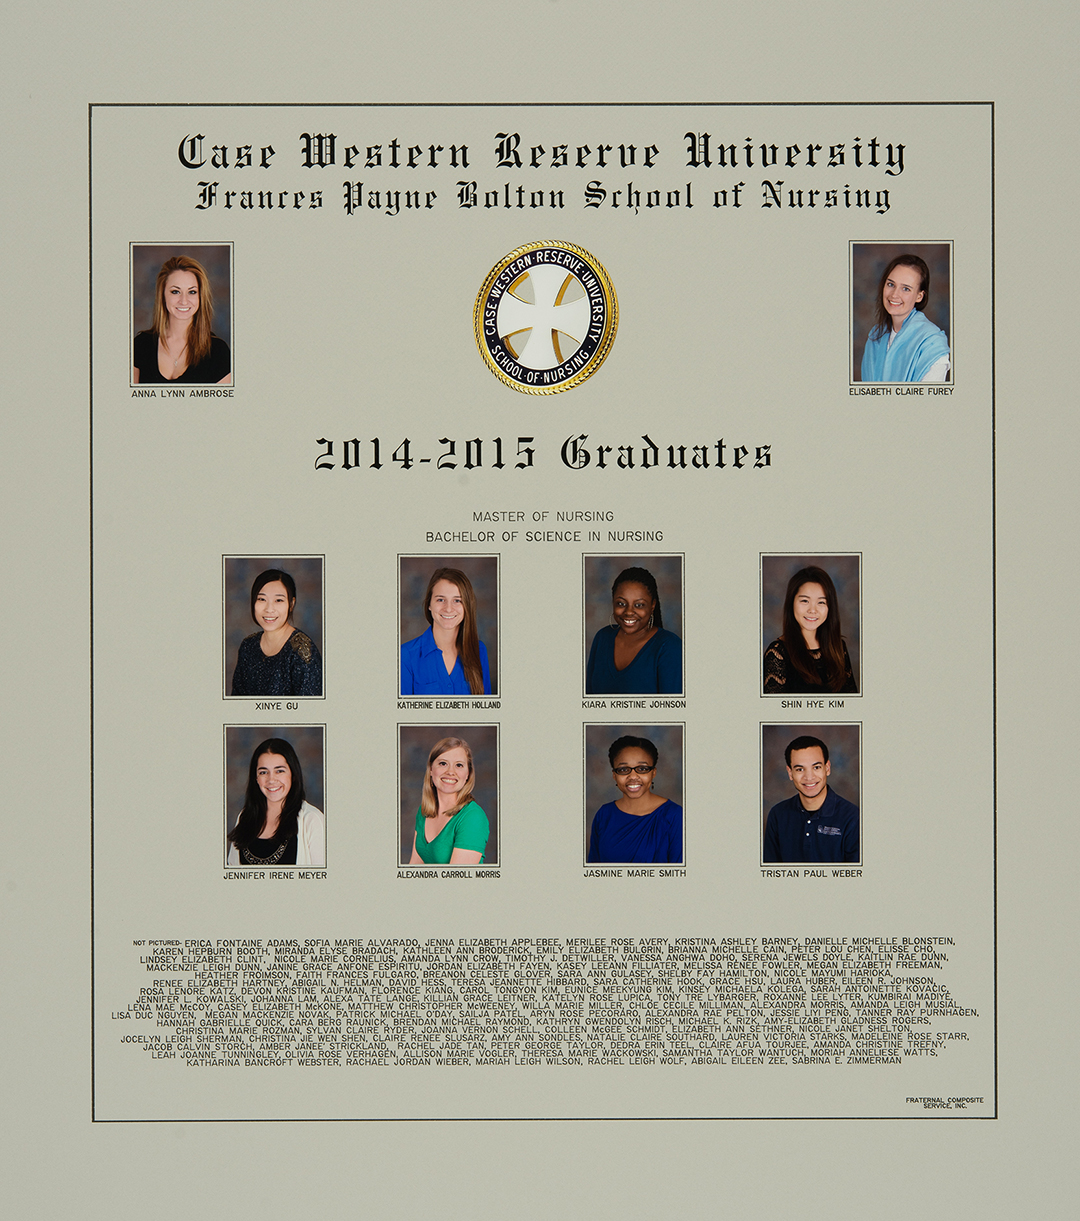 Case Western Reserve University
Frances Payne Bolton School of Nursing
CASE·WESTERN·RESERVE·UNIVERSITY
·SCHOOL·OF·NURSING·
ANNA LYNN AMBROSE
ELISABETH CLAIRE FUREY
2014-2015 Graduates
MASTER OF NURSING
BACHELOR OF SCIENCE IN NURSING
XINYE GU
KATHERINE ELIZABETH HOLLAND
KIARA KRISTINE JOHNSON
SHIN HYE KIM
JENNIFER IRENE MEYER
ALEXANDRA CARROLL MORRIS
JASMINE MARIE SMITH
TRISTAN PAUL WEBER
NOT PICTURED- ERICA FONTAINE ADAMS, SOFIA MARIE ALVARADO, JENNA ELIZABETH APPLEBEE, MERILEE ROSE AVERY, KRISTINA ASHLEY BARNEY, DANIELLE MICHELLE BLONSTEIN,
KAREN HEPBURN BOOTH, MIRANDA ELYSE BRADACH, KATHLEEN ANN BRODERICK, EMILY ELIZABETH BULGRIN, BRIANNA MICHELLE CAIN, PETER LOU CHEN, ELISSE CHO,
LINDSEY ELIZABETH CLINT, NICOLE MARIE CORNELIUS, AMANDA LYNN CROW, TIMOTHY J. DETWILLER, VANESSA ANGHWA DOHO, SERENA JEWELS DOYLE, KAITLIN RAE DUNN,
MACKENZIE LEIGH DUNN, JANINE GRACE ANFONE ESPIRITU, JORDAN ELIZABETH FAYEN, KASEY LEEANN FILLIATER, MELISSA RENEE FOWLER, MEGAN ELIZABETH FREEMAN,
HEATHER FROIMSON, FAITH FRANCES FULGARO, BREANON CELESTE GLOVER, SARA ANN GULASEY, SHELBY FAY HAMILTON, NICOLE MAYUMI HARIOKA,
RENEE ELIZABETH HARTNEY, ABIGAIL N. HELMAN, DAVID HESS, TERESA JEANNETTE HIBBARD, SARA CATHERINE HOOK, GRACE HSU, LAURA HUBER, EILEEN R. JOHNSON,
ROSA LENORE KATZ, DEVON KRISTINE KAUFMAN, FLORENCE KIANG, CAROL TONGYON KIM, EUNICE MEEKYUNG KIM, KINSEY MICHAELA KOLEGA, SARAH ANTOINETTE KOVACIC,
JENNIFER L. KOWALSKI, JOHANNA LAM, ALEXA TATE LANGE, KILLIAN GRACE LEITNER, KATELYN ROSE LUPICA, TONY TRE LYBARGER, ROXANNE LEE LYTER, KUMBIRAI MADIYE,
LENA MAE McCOY, CASEY ELIZABETH McKONE, MATTHEW CHRISTOPHER McWEENEY, WILLA MARIE MILLER, CHLOE CECILE MILLIMAN, ALEXANDRA MORRIS, AMANDA LEIGH MUSIAL,
LISA DUC NGUYEN, MEGAN MACKENZIE NOVAK, PATRICK MICHAEL O'DAY, SAILJA PATEL, ARYN ROSE PECORARO, ALEXANDRA RAE PELTON, JESSIE LIYI PENG, TANNER RAY PURNHAGEN,
HANNAH GABRIELLE QUICK, CARA BERG RAUNICK, BRENDAN MICHAEL RAYMOND, KATHRYN GWENDOLYN RISCH, MICHAEL K. RIZK, AMY-ELIZABETH GLADNESS ROGERS,
CHRISTINA MARIE ROZMAN, SYLVAN CLAIRE RYDER, JOANNA VERNON SCHELL, COLLEEN McGEE SCHMIDT, ELIZABETH ANN SETHNER, NICOLE JANET SHELTON,
JOCELYN LEIGH SHERMAN, CHRISTINA JIE WEN SHEN, CLAIRE RENEE SLUSARZ, AMY ANN SONDLES, NATALIE CLAIRE SOUTHARD, LAUREN VICTORIA STARKS, MADELEINE ROSE STARR,
JACOB CALVIN STORCH, AMBER JANEE' STRICKLAND, RACHEL JADE TAN, PETER GEORGE TAYLOR, DEDRA ERIN TEEL, CLAIRE AFUA TOURJEE, AMANDA CHRISTINE TREFNY,
LEAH JOANNE TUNNINGLEY, OLIVIA ROSE VERHAGEN, ALLISON MARIE VOGLER, THERESA MARIE WACKOWSKI, SAMANTHA TAYLOR WANTUCH, MORIAH ANNELIESE WATTS,
KATHARINA BANCROFT WEBSTER, RACHAEL JORDAN WEBER, MARIAH LEIGH WILSON, RACHEL LEIGH WOLF, ABIGAIL EILEEN ZEE, SABRINA E. ZIMMERMAN
FRATERNAL COMPOSITE
SERVICE, INC.